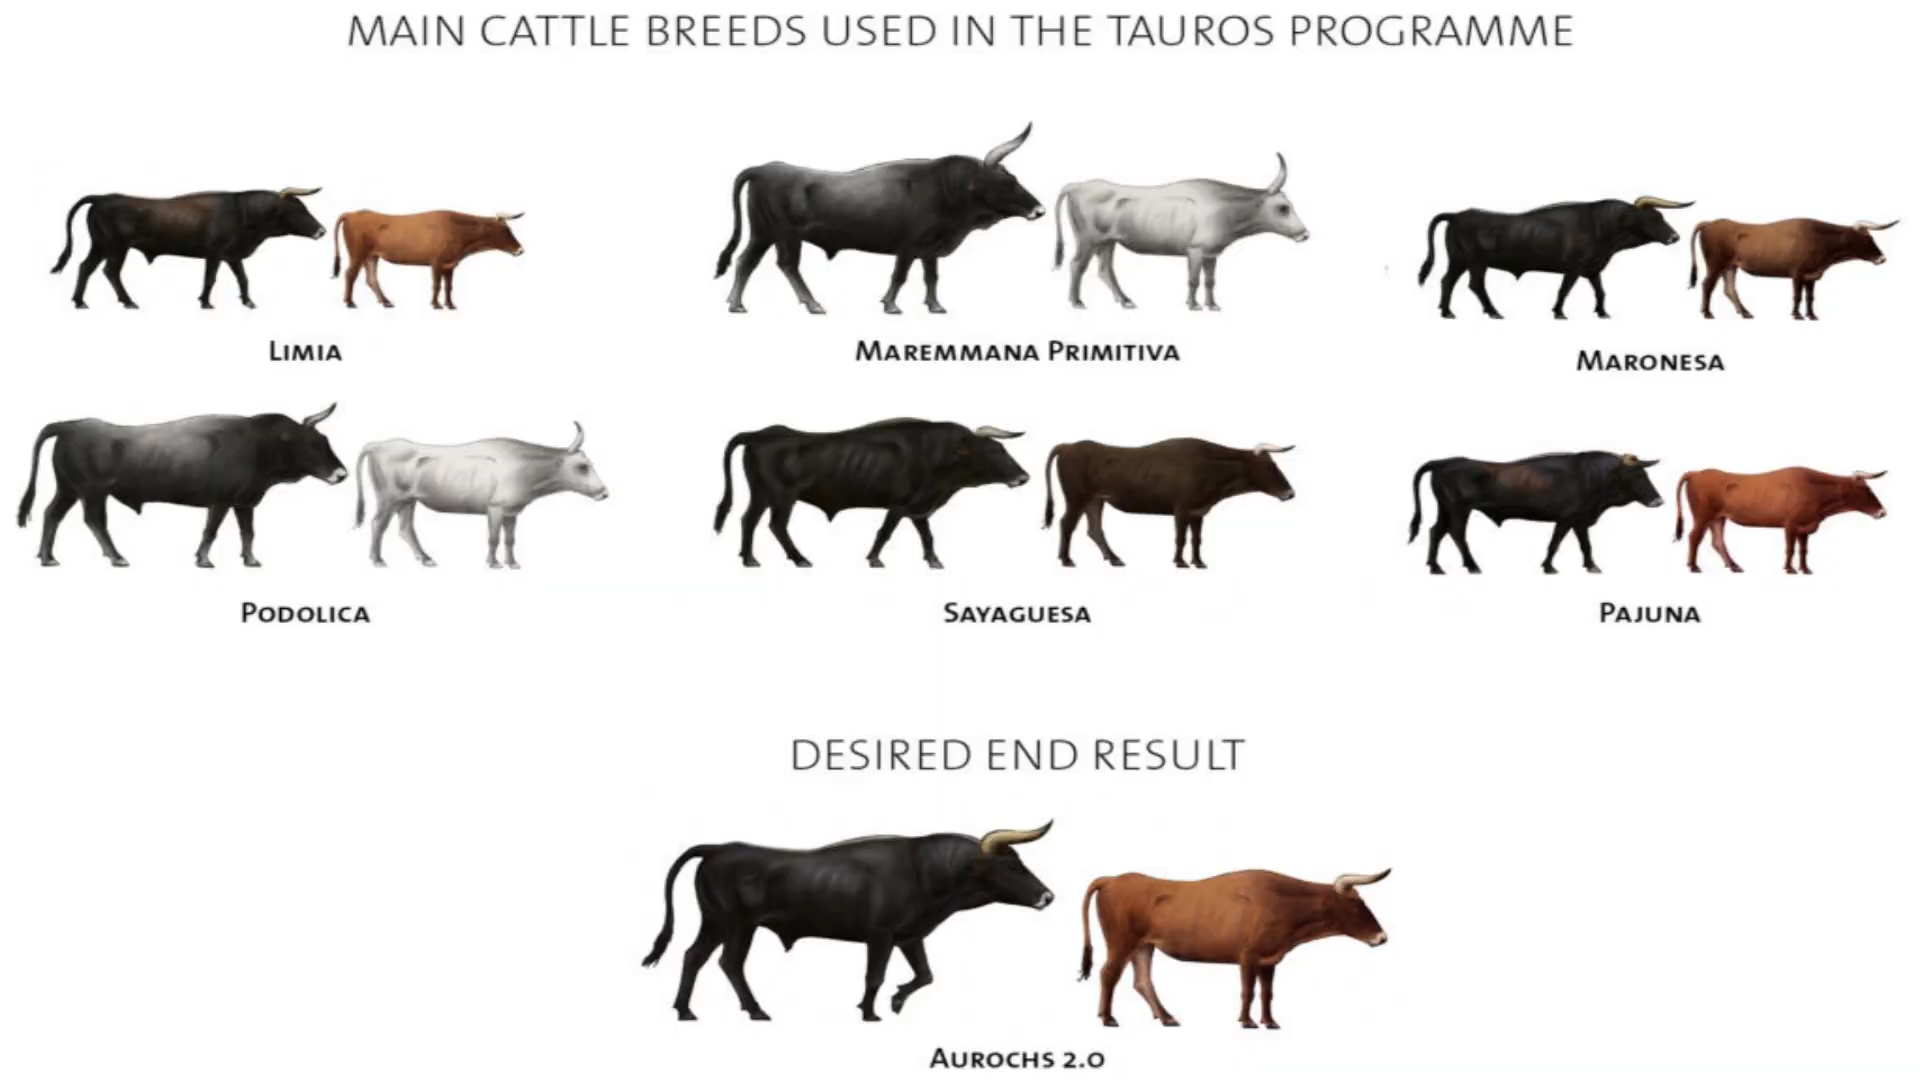 MAIN CATTLE BREEDS USED IN THE TAUROS PROGRAMME
LIMIA
MAREMMANA PRIMITIVA
MARONESA
PODOLICA
SAYAGUESA
PAJUNA
DESIRED END RESULT
AUROCHS 2.0